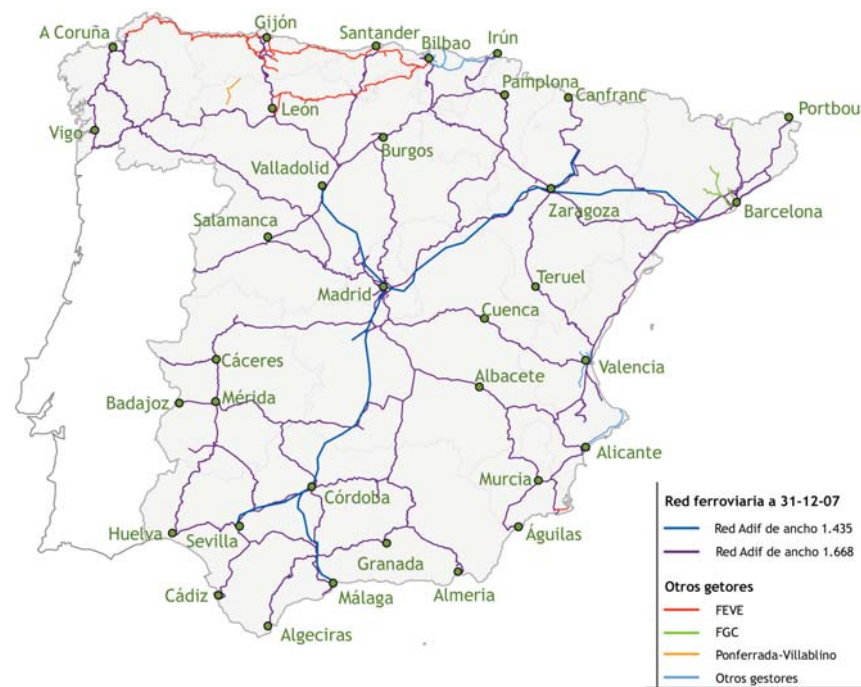 Gijón
Santander
Irún
A Coruña
Bilbao
Pamplona
Canfranc
Portbou
León
Vigo
Burgos
Valladolid
Zaragoza
Barcelona
Salamanca
Madrid
Teruel
Cuenca
Cáceres
Valencia
Albacete
Badajoz
Mérida
Alicante
Murcia
Córdoba
Huelva
Sevilla
Águilas
Granada
Cádiz
Málaga
Almeria
Algeciras
Red ferroviaria a 31-12-07
Red Adif de ancho 1.435
Red Adif de ancho 1.668
Otros getores
FEVE
FGC
Ponferrada-Villablino
Otros gestores